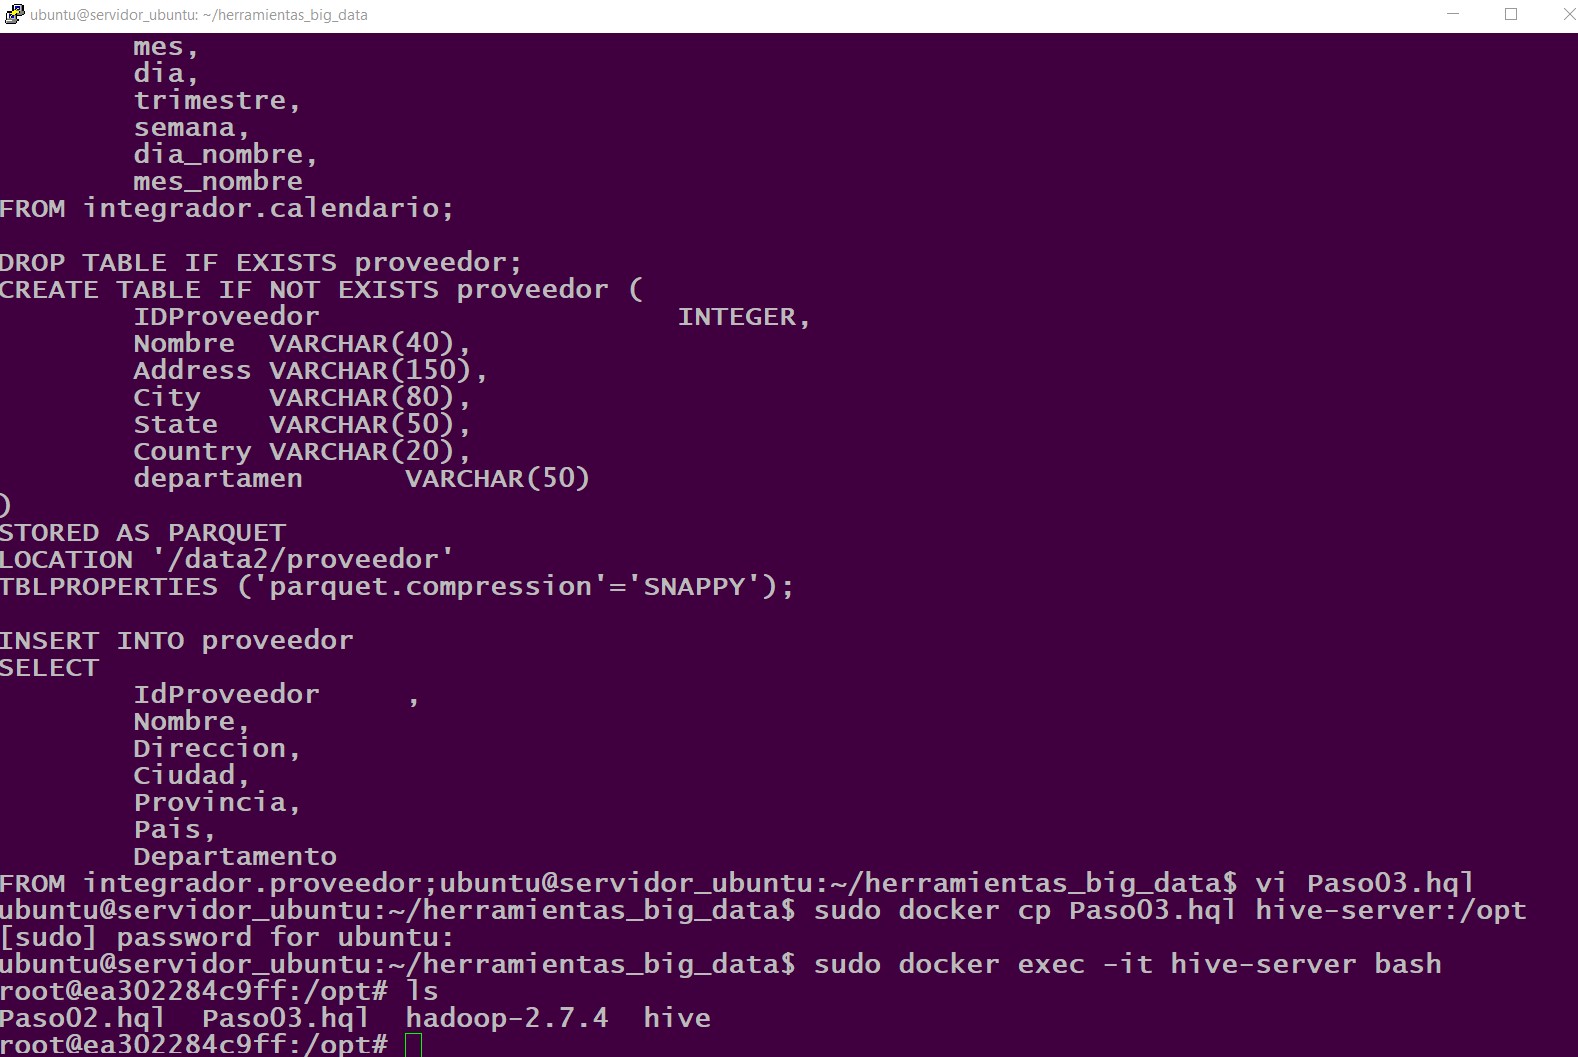 ubuntu@servidor_ubuntu: ~/herramientas_big_data
mes,
dia,
trimestre,
semana,
dia_nombre,
mes_nombre
FROM integrador.calendario;
DROP TABLE IF EXISTS proveedor;
CREATE TABLE IF NOT EXISTS proveedor (
IDProveedor INTEGER,
Nombre VARCHAR(40),
Address VARCHAR(150),
City VARCHAR(80),
State VARCHAR(50),
Country VARCHAR(20),
departamen VARCHAR(50)
)
STORED AS PARQUET
LOCATION '/data2/proveedor'
TBLPROPERTIES ('parquet.compression'='SNAPPY');
INSERT INTO proveedor
SELECT
IdProveedor ,
Nombre,
Direccion,
Ciudad,
Provincia,
Pais,
Departamento
FROM integrador.proveedor;ubuntu@servidor_ubuntu:~/herramientas_big_data$ vi Paso03.hql
ubuntu@servidor_ubuntu:~/herramientas_big_data$ sudo docker cp Paso03.hql hive-server:/opt
[sudo] password for ubuntu:
ubuntu@servidor_ubuntu:~/herramientas_big_data$ sudo docker exec -it hive-server bash
root@ea302284c9ff:/opt# ls
Paso02.hql Paso03.hql hadoop-2.7.4 hive
root@ea302284c9ff:/opt#